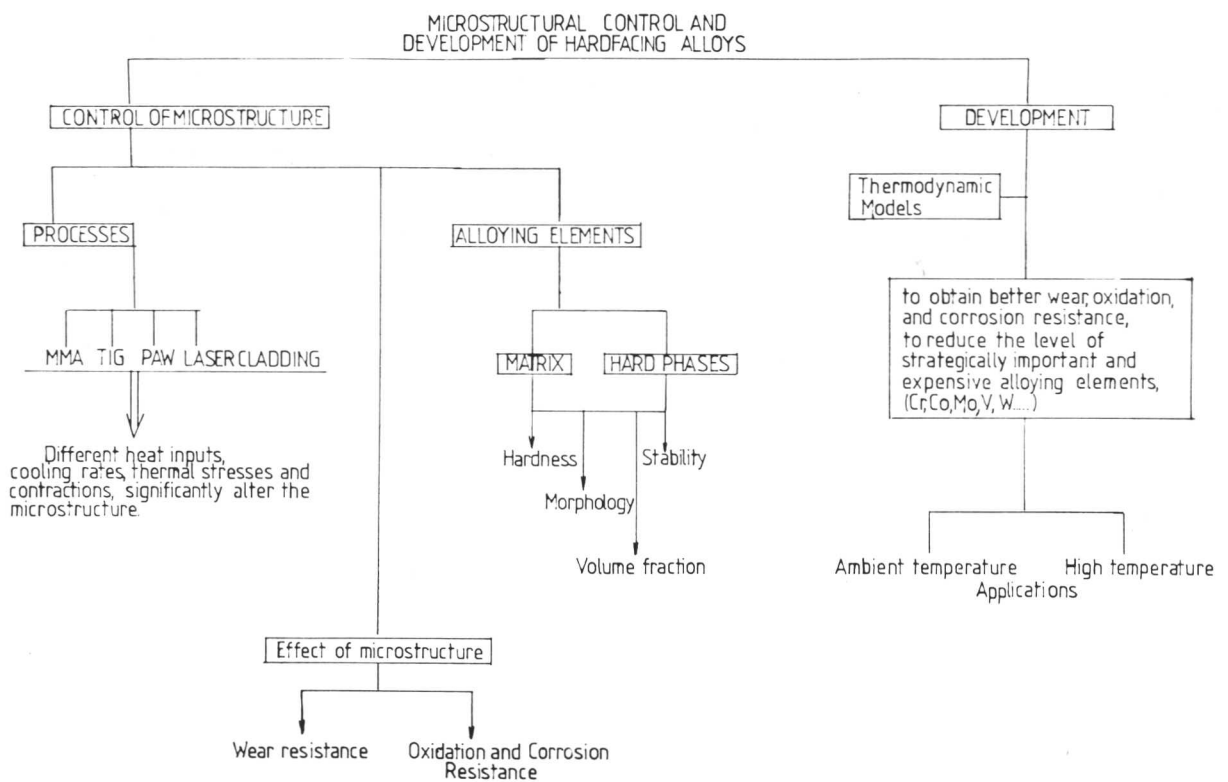 MICROSTRUCTURAL CONTROL AND
DEVELOPMENT OF HARDFACING ALLOYS
CONTROL OF MICROSTRUCTURE
DEVELOPMENT
Thermodynamic
Models
PROCESSES
ALLOYING ELEMENTS
to obtain better wear, oxidation,
and corrosion resistance,
to reduce the level of
strategically important and
expensive alloying elements,
(Cr,Co,Mo,V, W.....)
MMA TIG PAW LASER CLADDING
MATRIX
HARD PHASES
Different heat inputs,
cooling rates, thermal stresses and
contractions, significantly alter the
microstructure.
Hardness
Stability
Morphology
Volume fraction
Ambient temperature
High temperature
Applications
Effect of microstructure
Wear resistance
Oxidation and Corrosion
Resistance